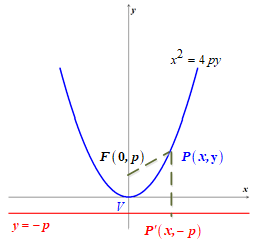 y
x² = 4py
F(0, p)
P(x, y)
x
V
y = −p
P′(x, −p)